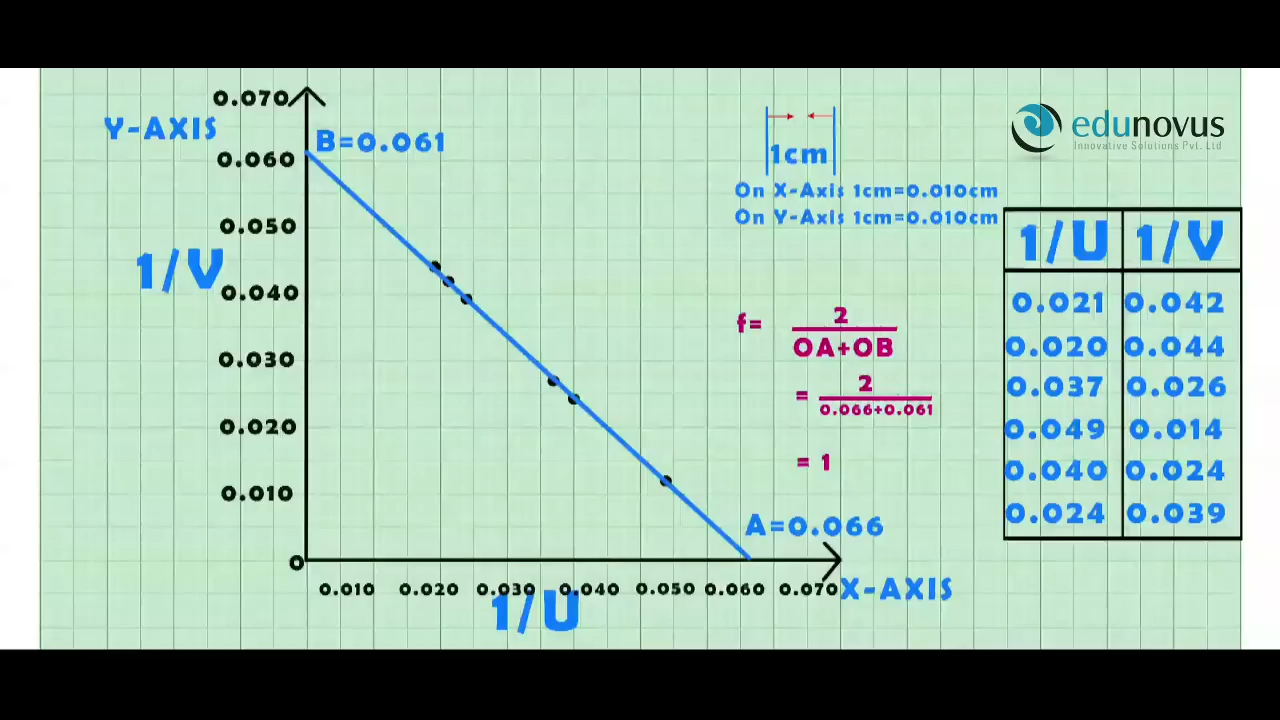 0.070
Y-AXIS
B=0.061
0.060
0.050
1/V
0.040
0.030
0.020
0.010
0
0.010 0.020 0.030 0.040 0.050 0.060 0.070
X-AXIS
1/U
A=0.066
1cm
On X-Axis 1cm=0.010cm
On Y-Axis 1cm=0.010cm
f= 2
OA+OB
= 2
0.066+0.061
= 1
edunovus
Innovative Solutions Pvt. Ltd
1/U 1/V
0.021 0.042
0.020 0.044
0.037 0.026
0.049 0.014
0.040 0.024
0.024 0.039